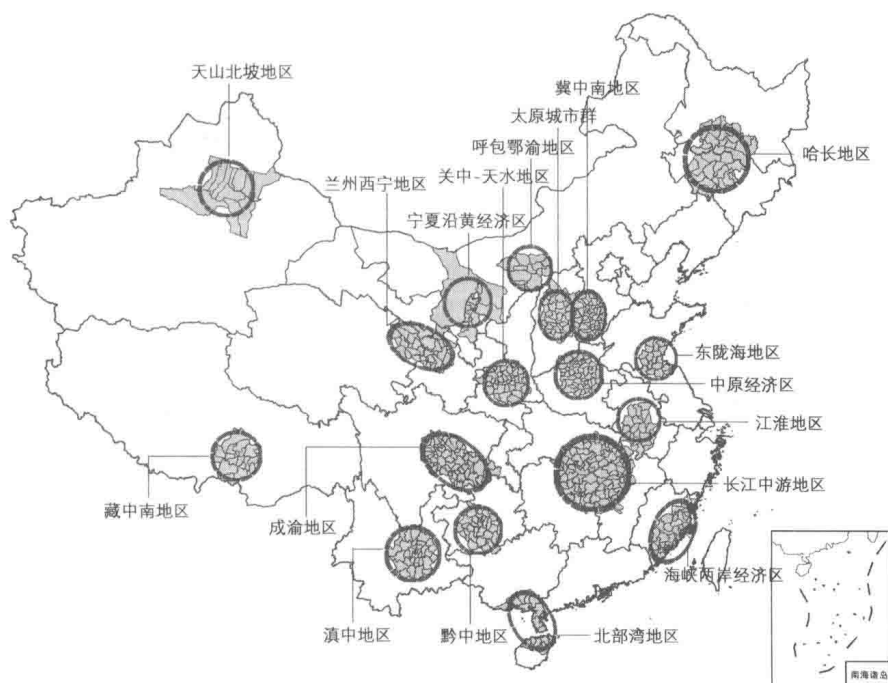 天山北坡地区
冀中南地区
太原城市群
呼包鄂渝地区
哈长地区
兰州西宁地区
关中-天水地区
宁夏沿黄经济区
东陇海地区
中原经济区
江淮地区
长江中游地区
藏中南地区
成渝地区
海峡两岸经济区
滇中地区
黔中地区
北部湾地区
南海诸岛